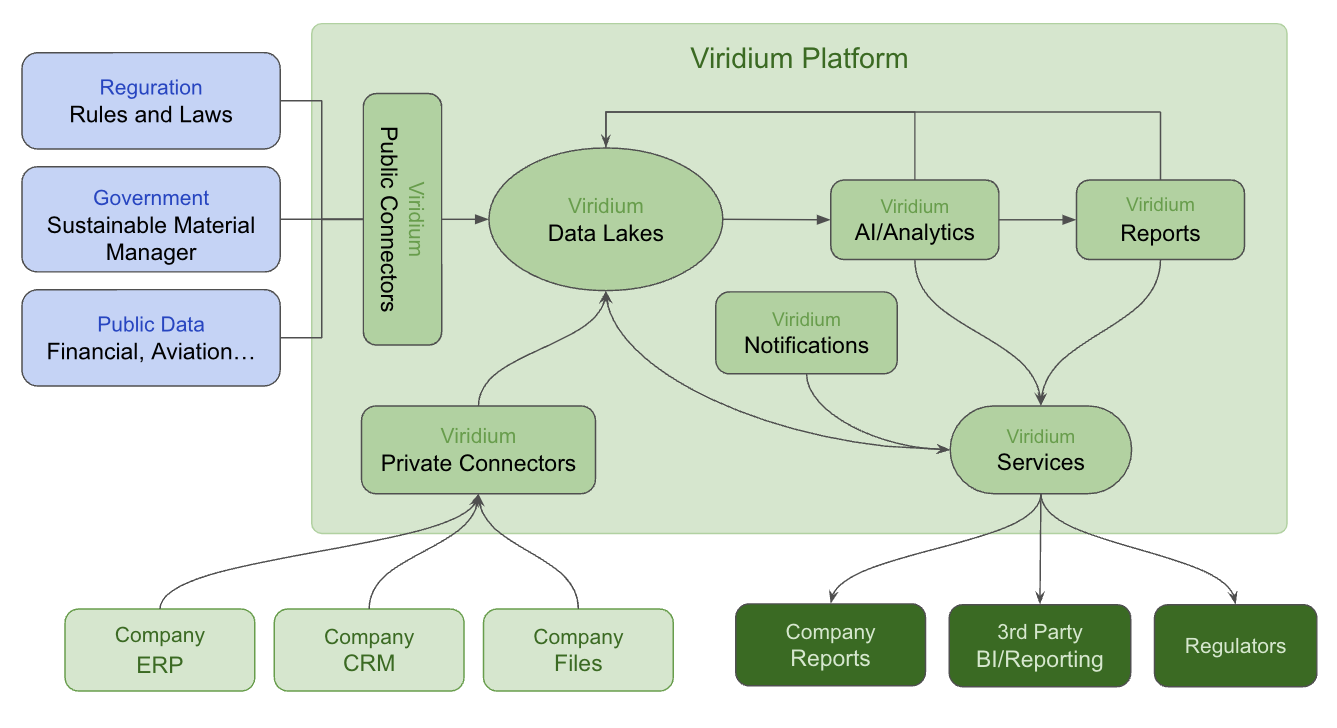 Viridium Platform
Reguration
Rules and Laws
Government
Sustainable Material
Manager
Public Data
Financial, Aviation…
Viridium
Public Connectors
Viridium
Data Lakes
Viridium
AI/Analytics
Viridium
Reports
Viridium
Notifications
Viridium
Private Connectors
Viridium
Services
Company
ERP
Company
CRM
Company
Files
Company
Reports
3rd Party
BI/Reporting
Regulators